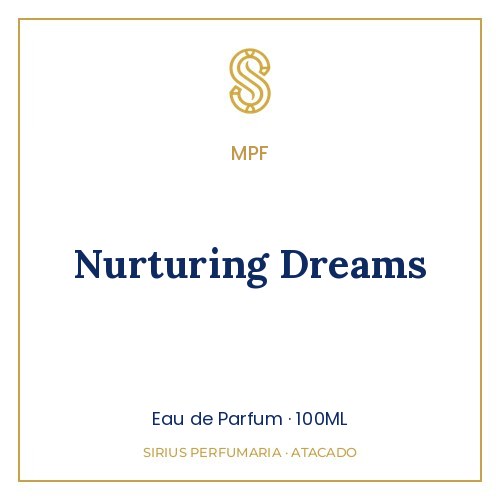 MPF
Nurturing Dreams
Eau de Parfum · 100ML
SIRIUS PERFUMARIA · ATACADO